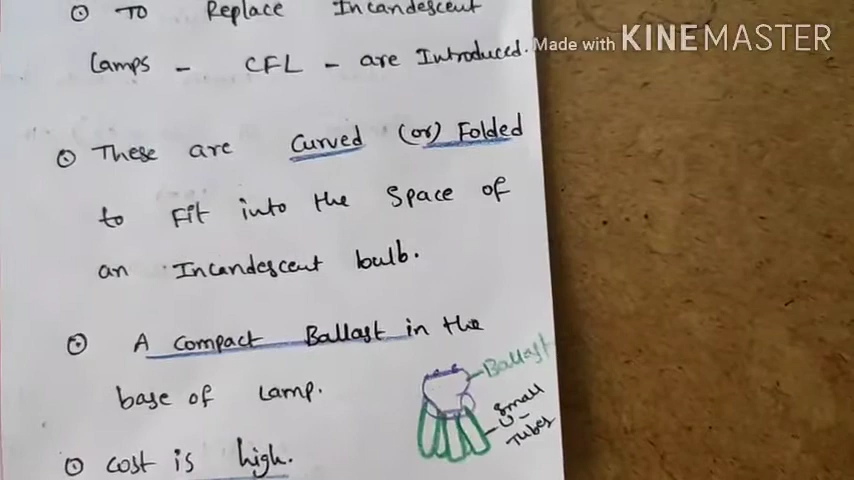 ⊙ To Replace Incandescent
Lamps - CFL - are Introduced.
Made with KINEMASTER
⊙ These are Curved (or) Folded
to Fit into the Space of
an Incandescent bulb.
⊙ A compact Ballast in the
base of Lamp.
Ballast
Small
U-
Tubes
⊙ cost is high.